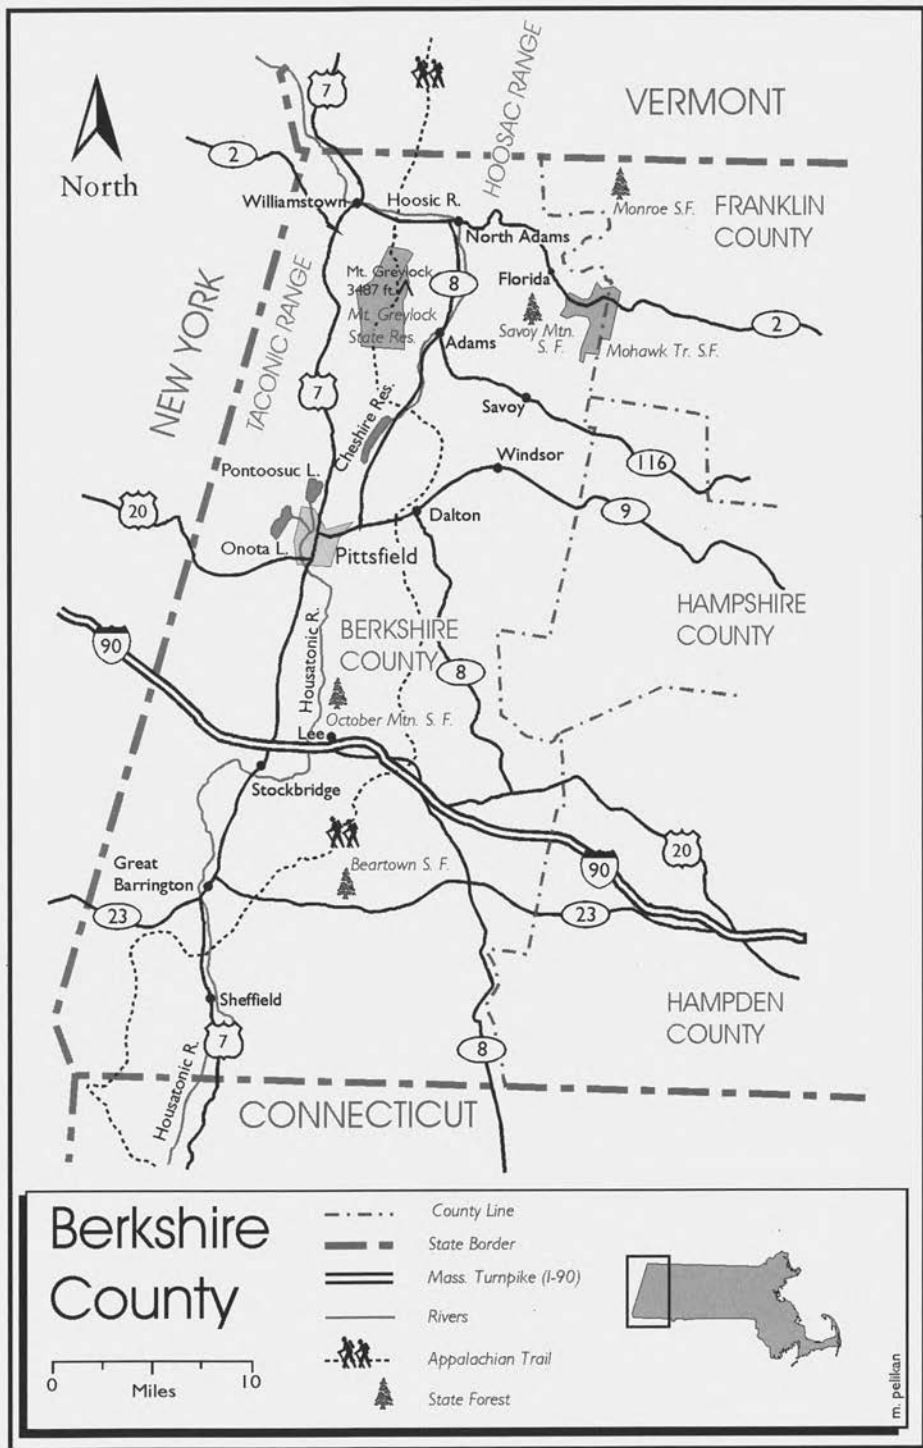 7
HOOSAC RANGE
VERMONT
North
2
Williamstown
Hoosic R.
North Adams
Monroe S.F.
FRANKLIN
COUNTY
NEW YORK
TACONIC RANGE
Mt. Greylock
3487 ft.
Mt. Greylock
State Res.
8
Florida
Savoy Mtn.
S. F.
Mohawk Tr. S.F.
2
Adams
7
Cheshire Res.
Savoy
116
Windsor
Pontoosuc L.
20
Onota L.
Pittsfield
Dalton
9
HAMPSHIRE
COUNTY
90
Housatonic R.
BERKSHIRE
COUNTY
8
October Mtn. S. F.
Lee
Stockbridge
20
Great
Barrington
Beartown S. F.
90
23
23
Sheffield
7
HAMPDEN
COUNTY
8
Housatonic R.
CONNECTICUT
Berkshire
County
0
10
Miles
County Line
State Border
Mass. Turnpike (I-90)
Rivers
Appalachian Trail
State Forest
m. pelikan